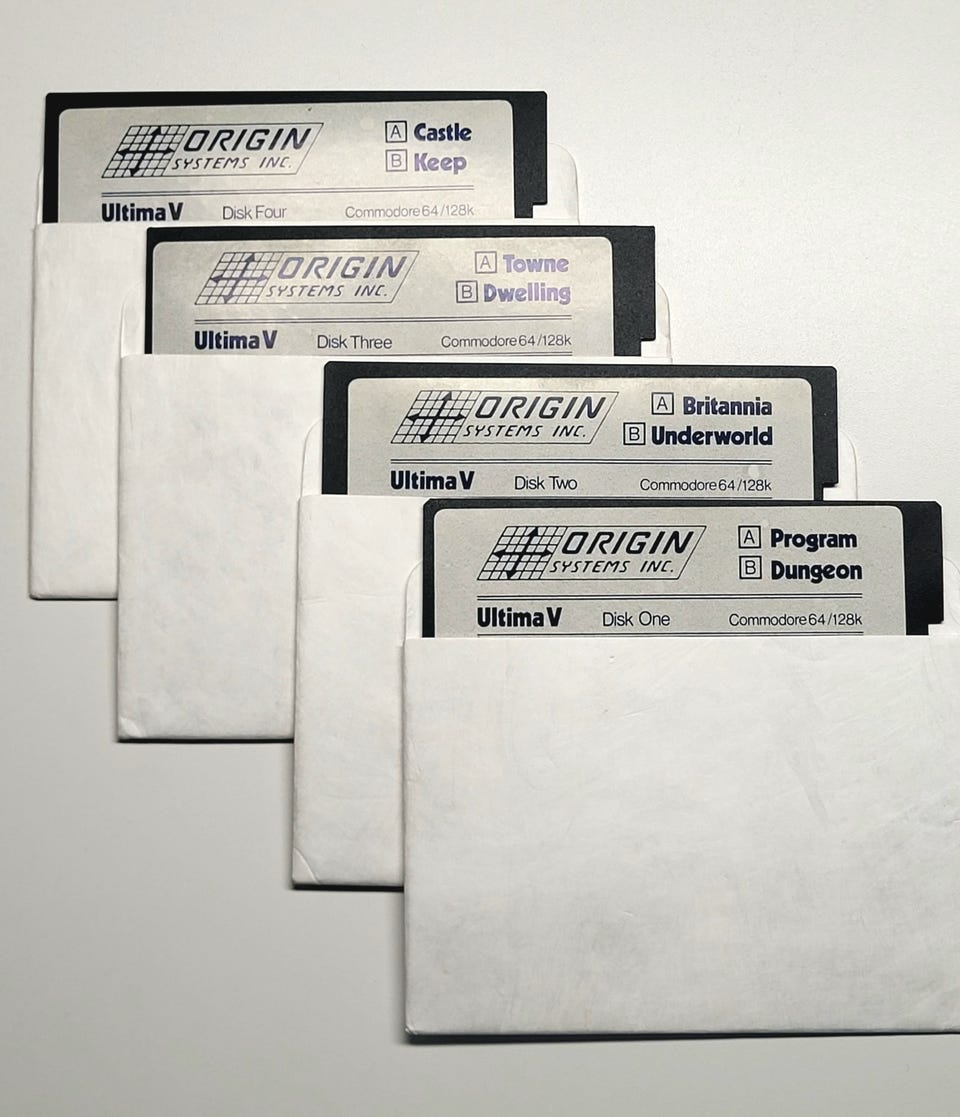 ORIGIN
SYSTEMS INC.
A Castle
B Keep
Ultima V Disk Four Commodore 64/128k
ORIGIN
SYSTEMS INC.
A Towne
B Dwelling
Ultima V Disk Three Commodore 64/128k
ORIGIN
SYSTEMS INC.
A Britannia
B Underworld
Ultima V Disk Two Commodore 64/128k
ORIGIN
SYSTEMS INC.
A Program
B Dungeon
Ultima V Disk One Commodore 64/128k